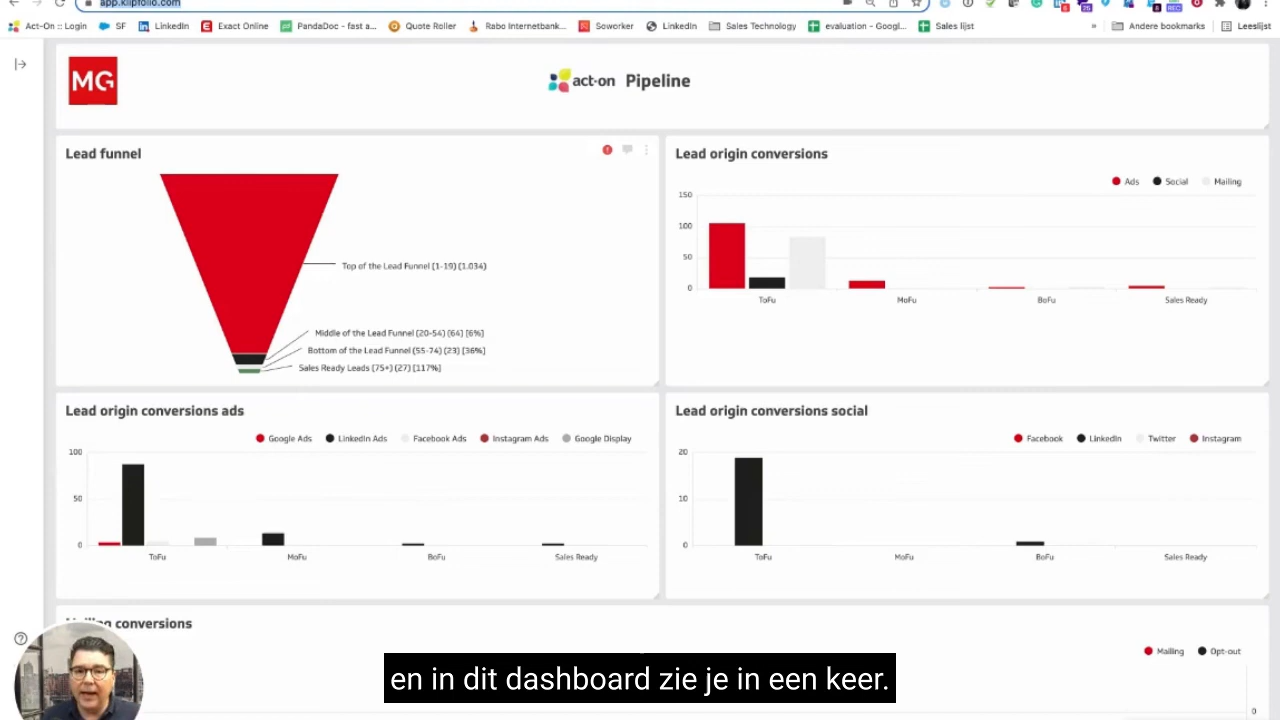 app.klipfolio.com
Act-On :: Login SF LinkedIn Exact Online PandaDoc - fast a... Quote Roller Rabo Internetbank... Soworker LinkedIn Sales Technology evaluation - Googl... Sales lijst » Andere bookmarks Leeslijst
MG
act-on Pipeline
Lead funnel
Top of the Lead Funnel (1-19) (1.034)
Middle of the Lead Funnel (20-54) (64) [6%]
Bottom of the Lead Funnel (55-74) (23) [36%]
Sales Ready Leads (75+) (27) [117%]
Lead origin conversions
Ads Social Mailing
150
100
50
0
ToFu MoFu BoFu Sales Ready
Lead origin conversions ads
Google Ads LinkedIn Ads Facebook Ads Instagram Ads Google Display
100
50
0
ToFu MoFu BoFu Sales Ready
Lead origin conversions social
Facebook LinkedIn Twitter Instagram
20
10
0
ToFu MoFu BoFu Sales Ready
conversions
Mailing Opt-out
0
en in dit dashboard zie je in een keer.